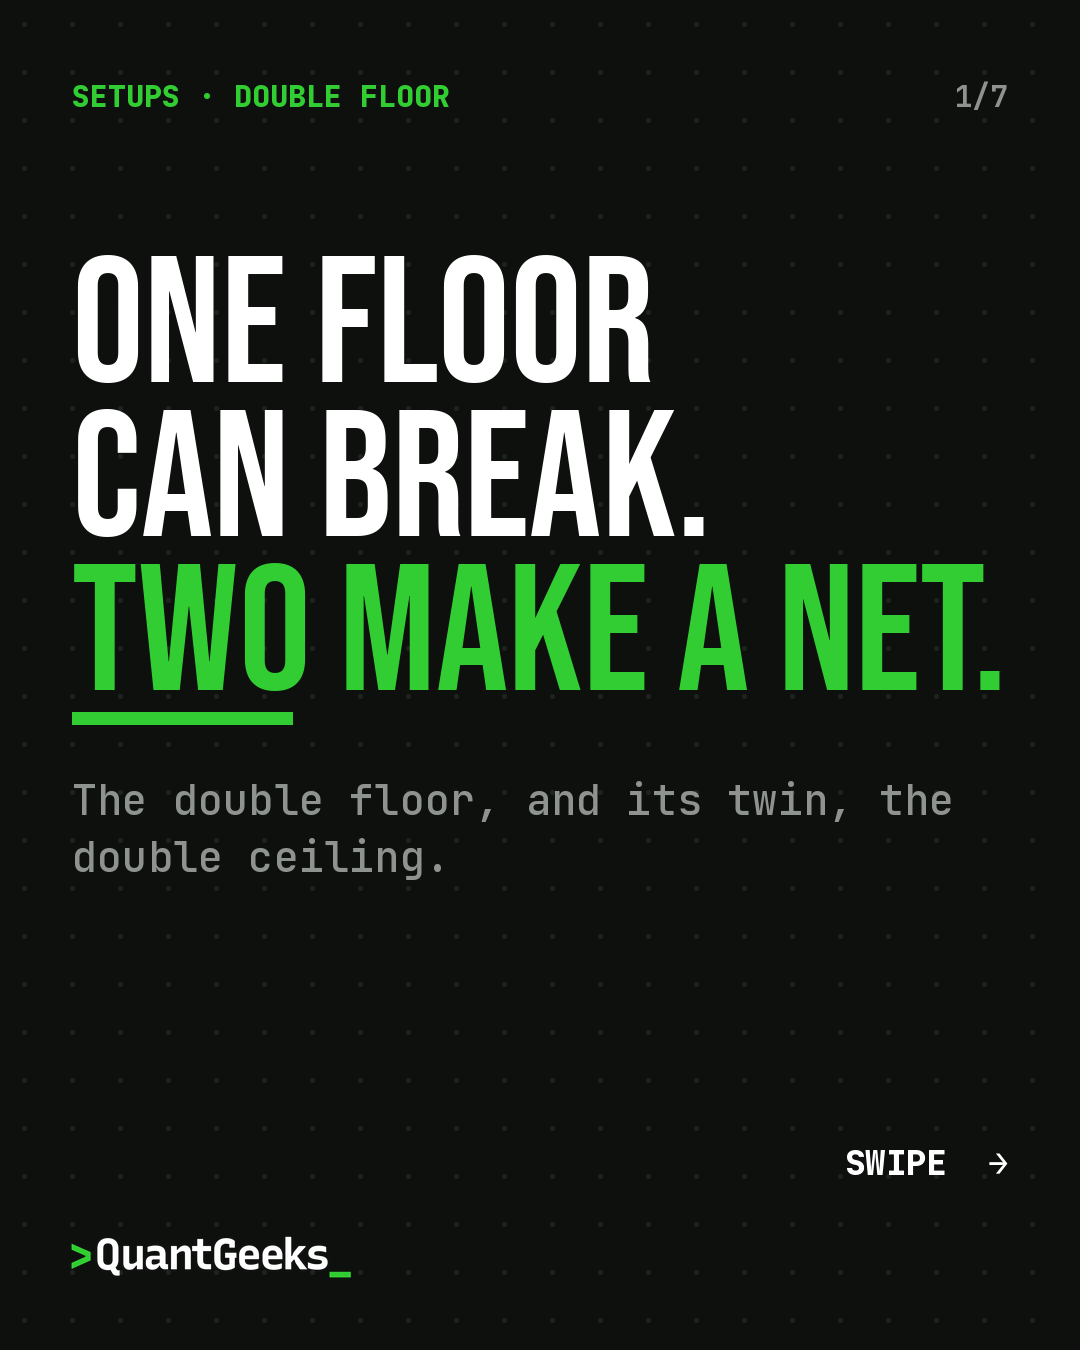 SETUPS · DOUBLE FLOOR
1/7
ONE FLOOR
CAN BREAK.
TWO MAKE A NET.
The double floor, and its twin, the
double ceiling.
SWIPE →
>QuantGeeks_